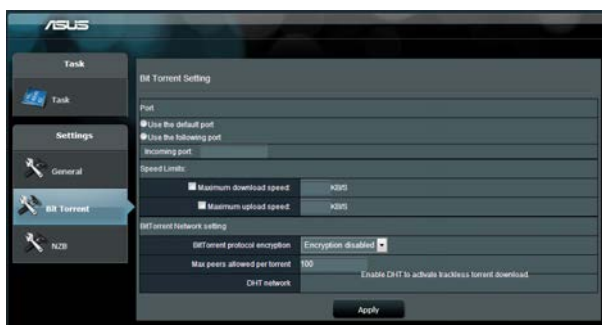 ASUS
Task
Task
Settings
General
Bit Torrent
NZB
Bit Torrent Setting
Port
Use the default port
Use the following port
Incoming port:
Speed Limits:
Maximum download speed: KB/S
Maximum upload speed: KB/S
BitTorrent Network setting
BitTorrent protocol encryption Encryption disabled
Max peers allowed per torrent 100
DHT network Enable DHT to activate trackless torrent download.
Apply